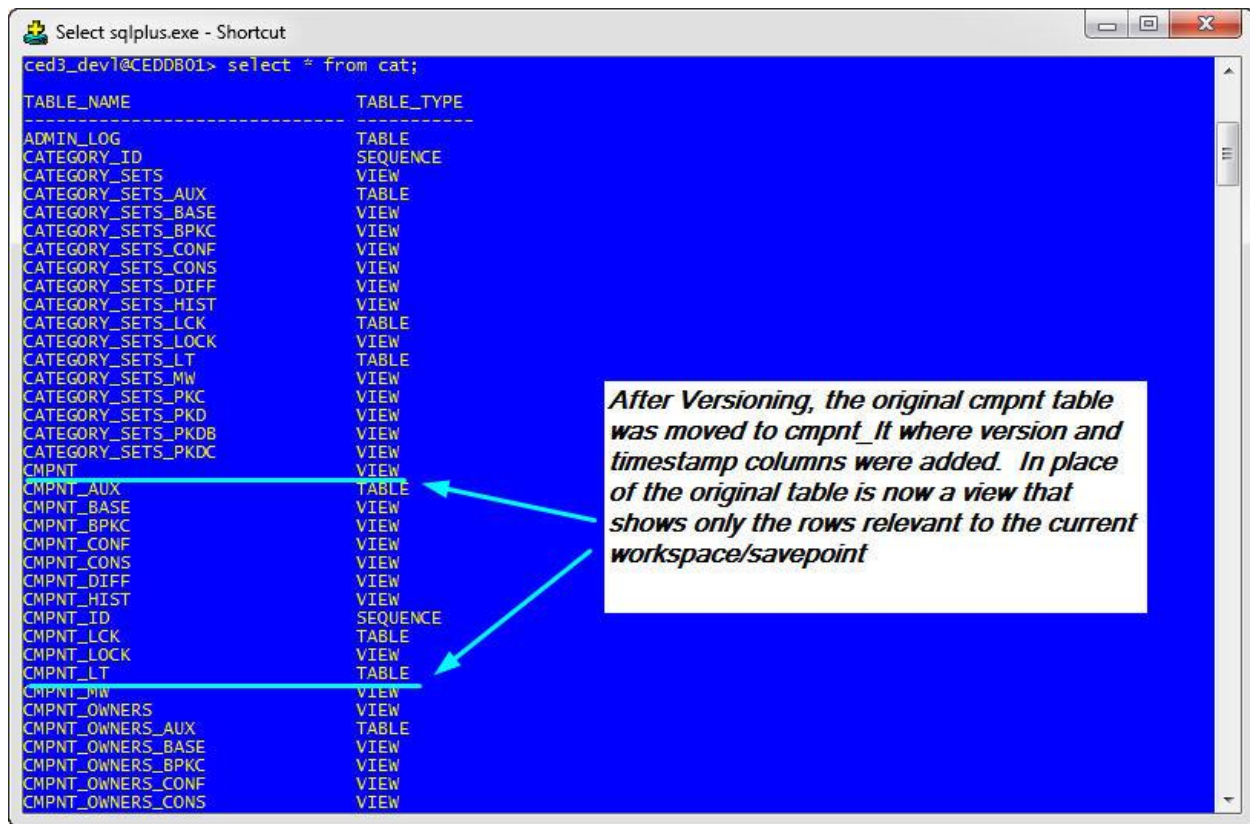 Select sqlplus.exe - Shortcut
ced3_devl@CEDDB01> select * from cat;
TABLE_NAME TABLE_TYPE
------------------------------ -----------
ADMIN_LOG TABLE
CATEGORY_ID SEQUENCE
CATEGORY_SETS VIEW
CATEGORY_SETS_AUX TABLE
CATEGORY_SETS_BASE VIEW
CATEGORY_SETS_BPKC VIEW
CATEGORY_SETS_CONF VIEW
CATEGORY_SETS_CONS VIEW
CATEGORY_SETS_DIFF VIEW
CATEGORY_SETS_HIST VIEW
CATEGORY_SETS_LCK TABLE
CATEGORY_SETS_LOCK VIEW
CATEGORY_SETS_LT TABLE
CATEGORY_SETS_MW VIEW
CATEGORY_SETS_PKC VIEW
CATEGORY_SETS_PKD VIEW
CATEGORY_SETS_PKDB VIEW
CATEGORY_SETS_PKDC VIEW
CMPNT VIEW
CMPNT_AUX TABLE
CMPNT_BASE VIEW
CMPNT_BPKC VIEW
CMPNT_CONF VIEW
CMPNT_CONS VIEW
CMPNT_DIFF VIEW
CMPNT_HIST VIEW
CMPNT_ID SEQUENCE
CMPNT_LCK TABLE
CMPNT_LOCK VIEW
CMPNT_LT TABLE
CMPNT_MW VIEW
CMPNT_OWNERS VIEW
CMPNT_OWNERS_AUX TABLE
CMPNT_OWNERS_BASE VIEW
CMPNT_OWNERS_BPKC VIEW
CMPNT_OWNERS_CONF VIEW
CMPNT_OWNERS_CONS VIEW
After Versioning, the original cmpnt table
was moved to cmpnt_lt where version and
timestamp columns were added. In place
of the original table is now a view that
shows only the rows relevant to the current
workspace/savepoint